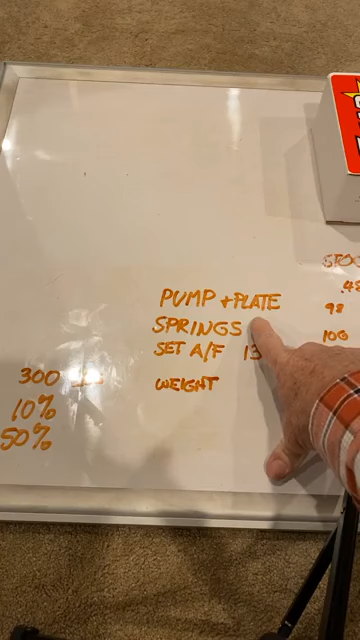 PUMP + PLATE
SPRINGS
SET A/F 13
WEIGHT
300
10%
50%
98
100